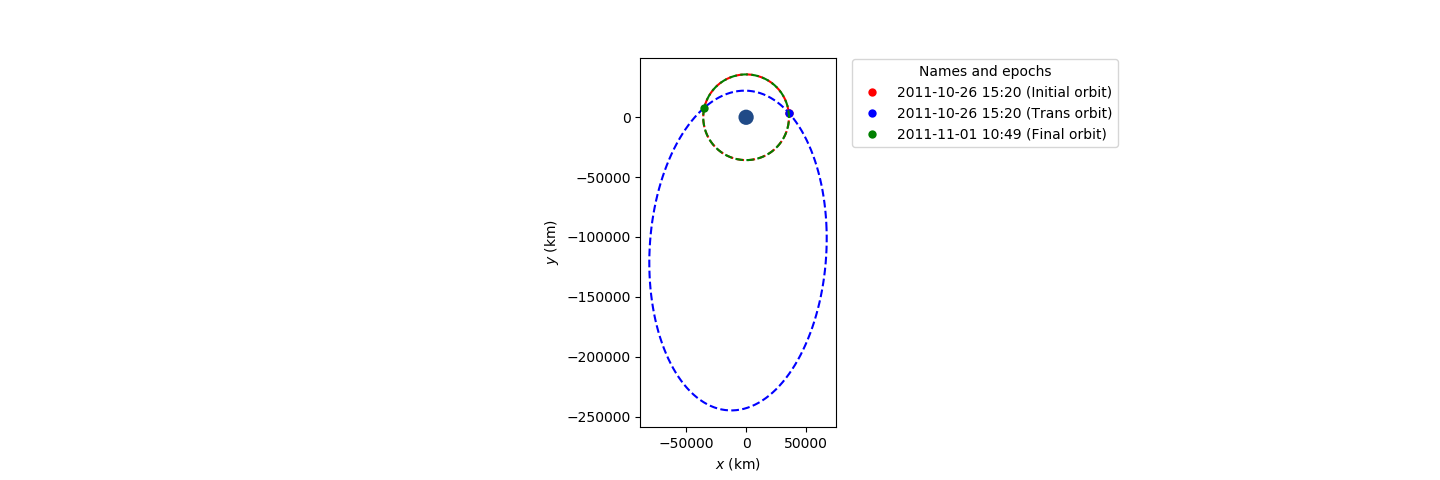 Names and epochs
2011-10-26 15:20 (Initial orbit)
2011-10-26 15:20 (Trans orbit)
2011-11-01 10:49 (Final orbit)
0
−50000
−100000
−150000
−200000
−250000
y (km)
−50000 0 50000
x (km)